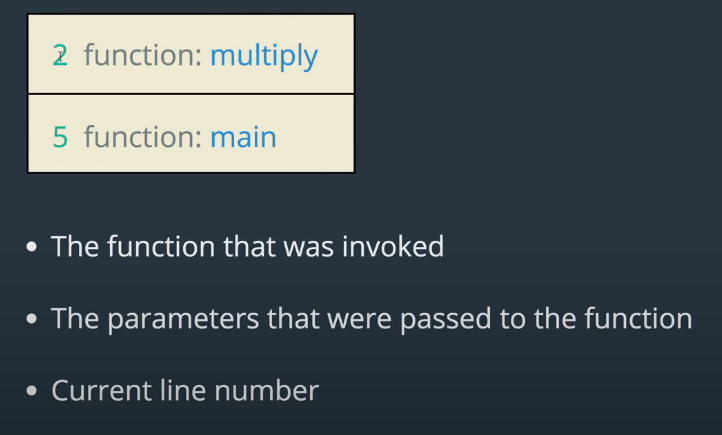 2 function: multiply
5 function: main
• The function that was invoked
• The parameters that were passed to the function
• Current line number